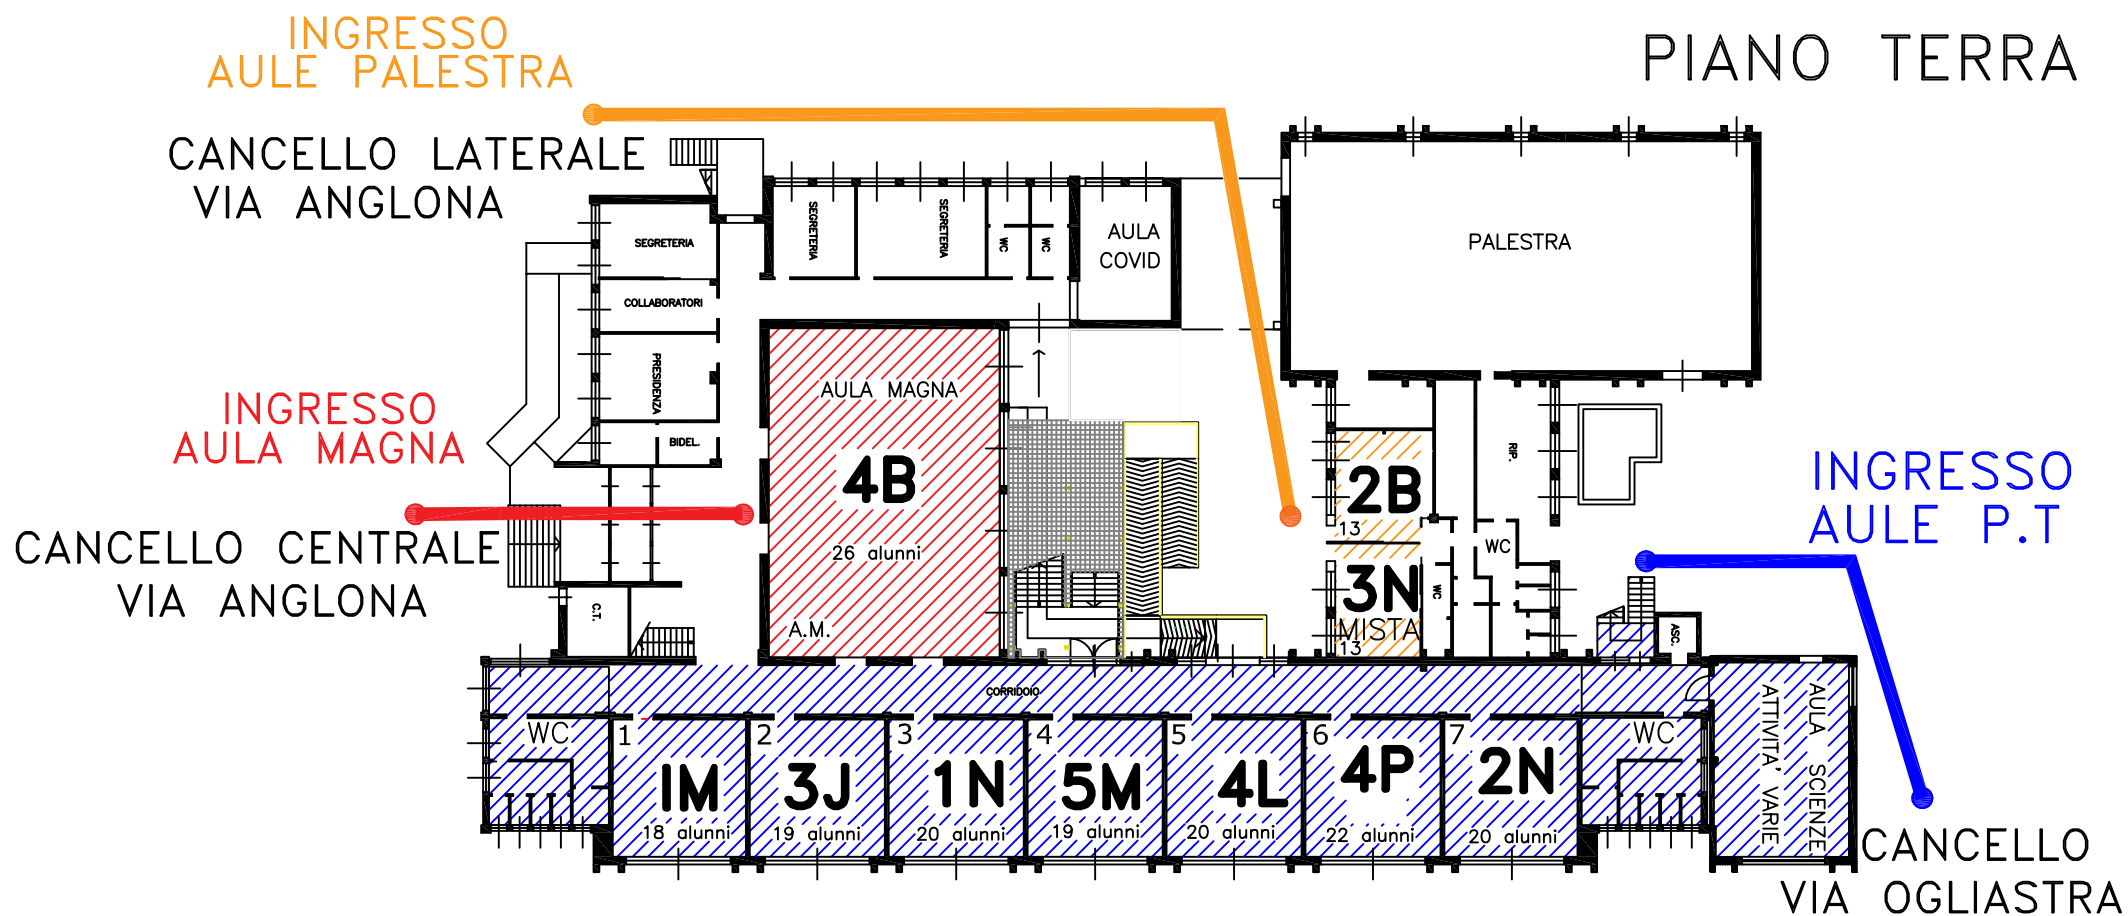 INGRESSO
AULE PALESTRA
PIANO TERRA
CANCELLO LATERALE
VIA ANGLONA
SEGRETERIA
SEGRETERIA
SEGRETERIA
WC
WC
AULA
COVID
PALESTRA
COLLABORATORI
PRESIDENZA
BIDEL.
INGRESSO
AULA MAGNA
AULA MAGNA
4B
26 alunni
A.M.
CANCELLO CENTRALE
VIA ANGLONA
C.T.
2B
13
3N
MISTA
13
RIP.
WC
WC
INGRESSO
AULE P.T
ASC.
CORRIDOIO
WC
1
IM
18 alunni
2
3J
19 alunni
3
1N
20 alunni
4
5M
19 alunni
5
4L
20 alunni
6
4P
22 alunni
7
2N
20 alunni
WC
AULA SCIENZE
ATTIVITA' VARIE
CANCELLO
VIA OGLIASTRA